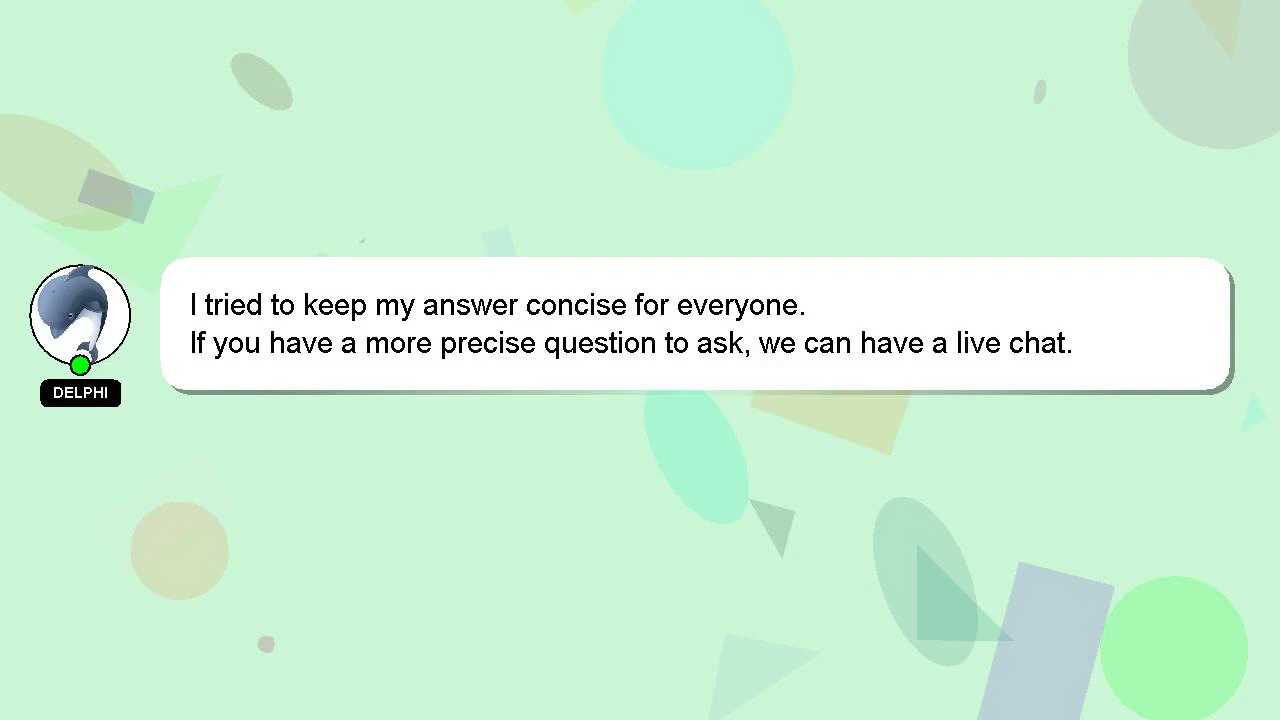 I tried to keep my answer concise for everyone.
If you have a more precise question to ask, we can have a live chat.
DELPHI